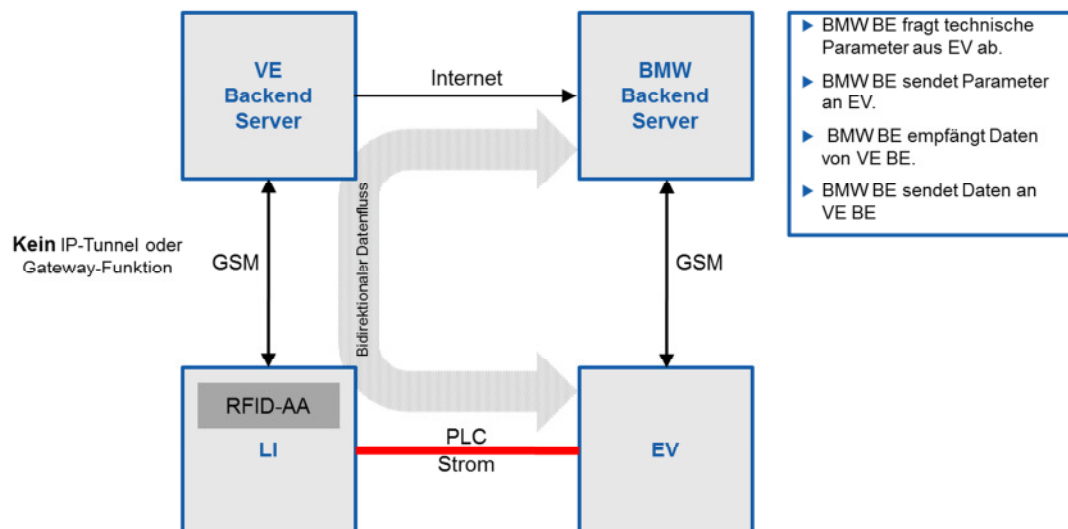 VE
Backend
Server
Internet
BMW
Backend
Server
Bidirektionaler Datenfluss
Kein IP-Tunnel oder
Gateway-Funktion
GSM
GSM
RFID-AA
LI
PLC
Strom
EV
BMW BE fragt technische
Parameter aus EV ab.
BMW BE sendet Parameter
an EV.
BMW BE empfängt Daten
von VE BE.
BMW BE sendet Daten an
VE BE